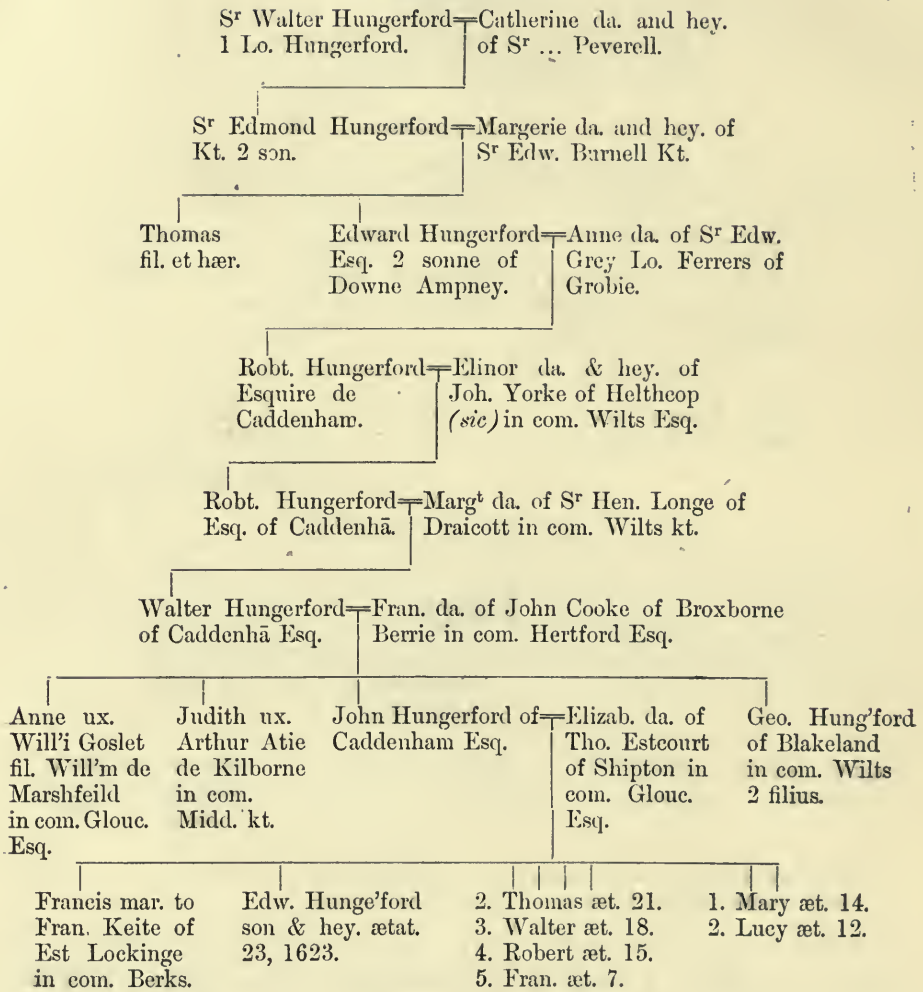 Sr Walter Hungerford Catherine da. and hey.
1 Lo. Hungerford. of Sr ... Peverell.
Sr Edmond Hungerford Margerie da. and hey. of
Kt. 2 son. Sr Edw. Burnell Kt.
Thomas
fil. et hær.
Edward Hungerford Anne da. of Sr Edw.
Esq. 2 sonne of Grey Lo. Ferrers of
Downe Ampney. Grobie.
Robt. Hungerford Elinor da. & hey. of
Esquire de Joh. Yorke of Helthcop
Caddenham. (sic) in com. Wilts Esq.
Robt. Hungerford Margt da. of Sr Hen. Longe of
Esq. of Caddenhā. Draicott in com. Wilts kt.
Walter Hungerford Fran. da. of John Cooke of Broxborne
of Caddenhā Esq. Berrie in com. Hertford Esq.
Anne ux.
Will'i Goslet
fil. Will'm de
Marshfeild
in com. Glouc.
Esq.
Judith ux.
Arthur Atie
de Kilborne
in com.
Midd. kt.
John Hungerford of
Caddenham Esq.
Elizab. da. of
Tho. Estcourt
of Shipton in
com. Glouc.
Esq.
Geo. Hung'ford
of Blakeland
in com. Wilts
2 filius.
Francis mar. to
Fran. Keite of
Est Lockinge
in com. Berks.
Edw. Hunge'ford
son & hey. ætat.
23, 1623.
2. Thomas æt. 21.
3. Walter æt. 18.
4. Robert æt. 15.
5. Fran. æt. 7.
1. Mary æt. 14.
2. Lucy æt. 12.